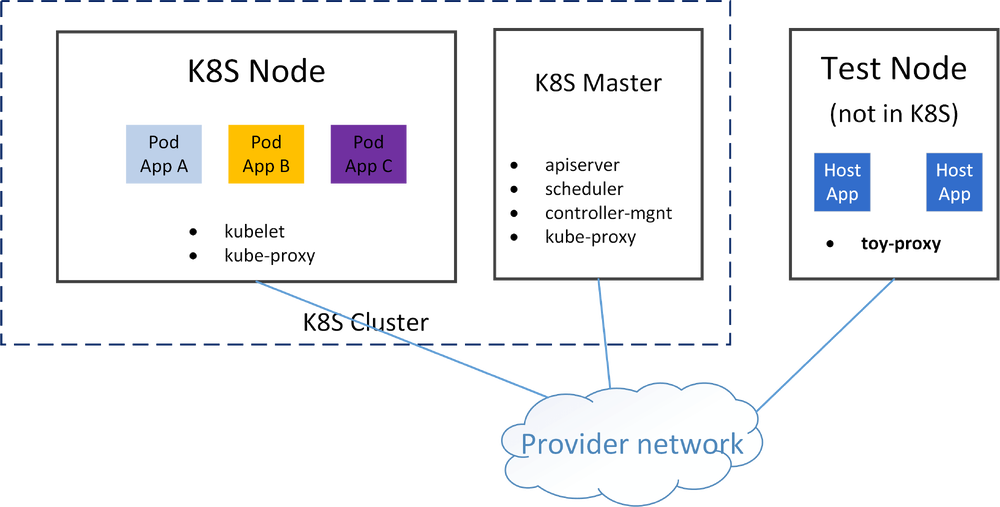 K8S Node
Pod
App A
Pod
App B
Pod
App C
• kubelet
• kube-proxy
K8S Master
• apiserver
• scheduler
• controller-mgnt
• kube-proxy
K8S Cluster
Test Node
(not in K8S)
Host
App
Host
App
• toy-proxy
Provider network